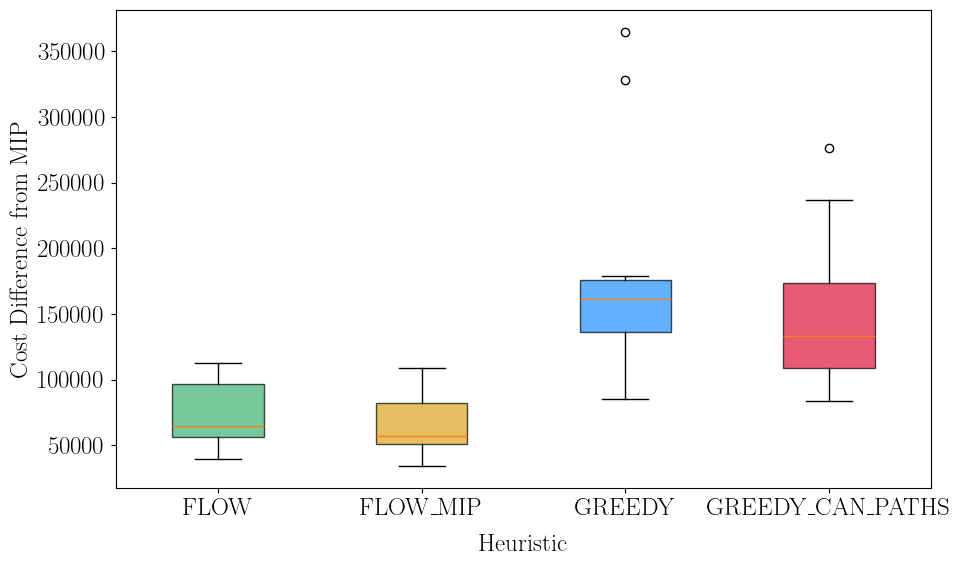 Cost Difference from MIP
350000
300000
250000
200000
150000
100000
50000
FLOW
FLOW_MIP
GREEDY
GREEDY_CAN_PATHS
Heuristic